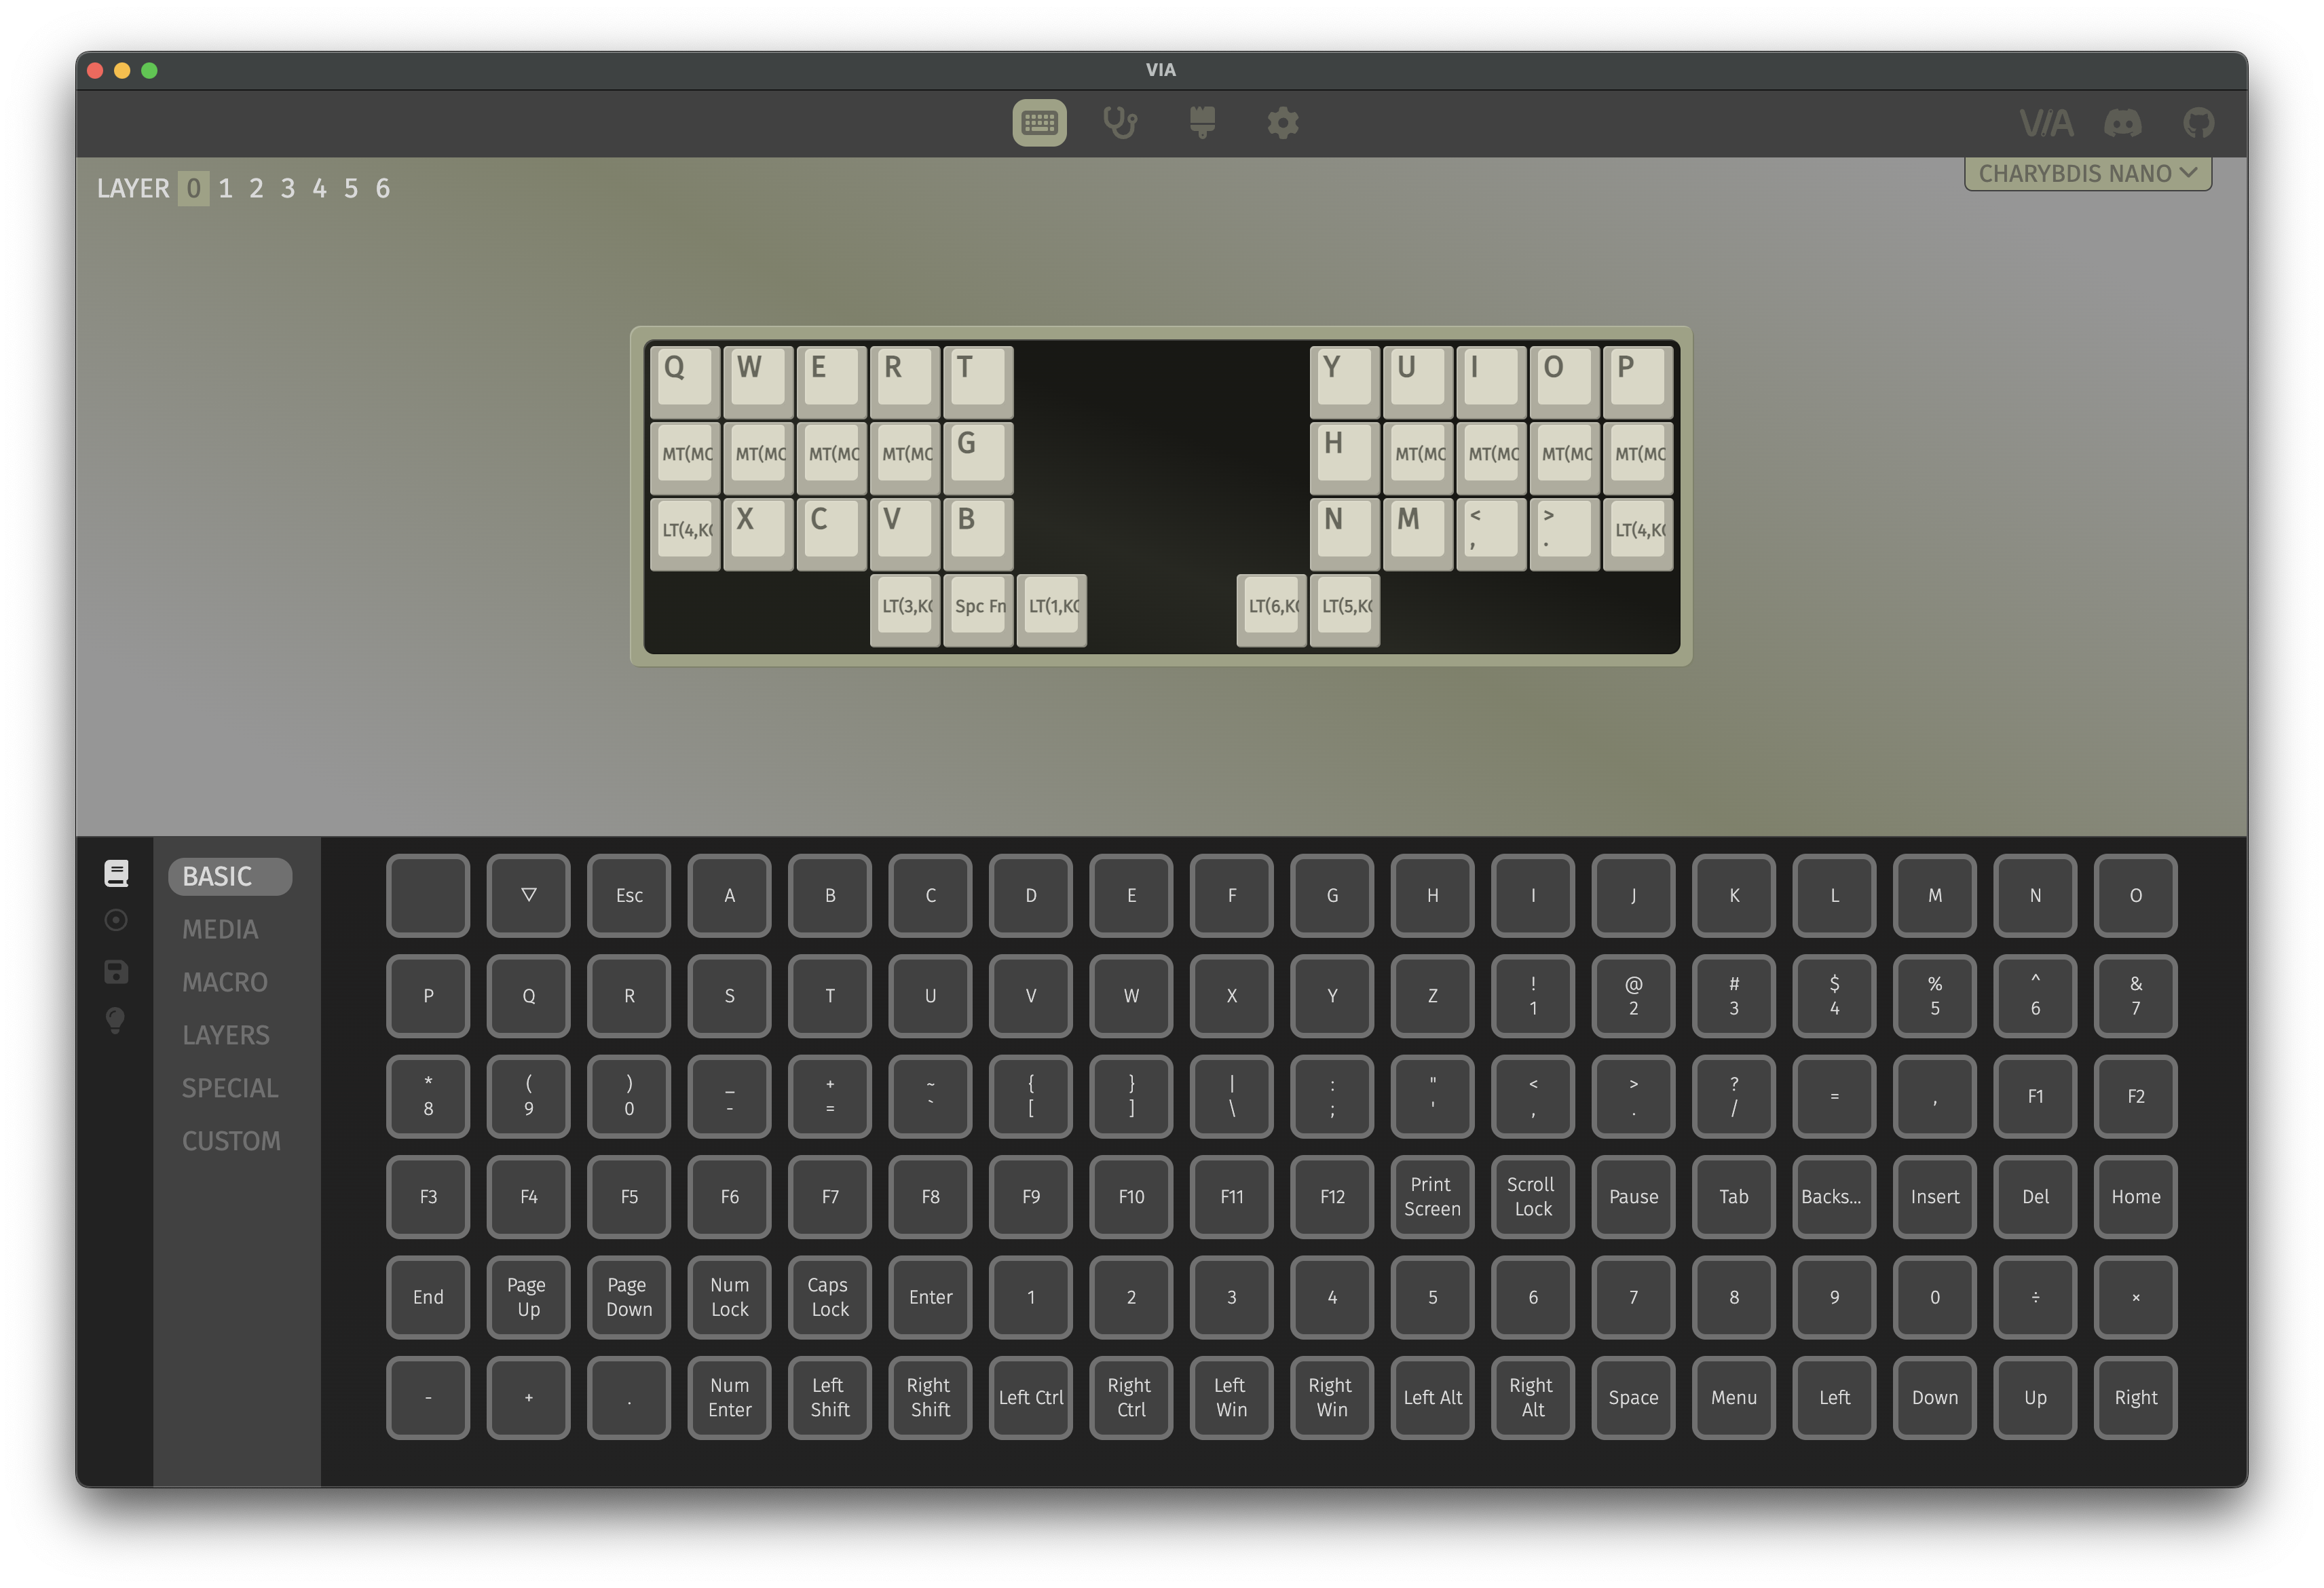 VIA
VIA
LAYER 0 1 2 3 4 5 6
CHARYBDIS NANO
Q W E R T Y U I O P
MT(MC MT(MC MT(MC MT(MC G H MT(MC MT(MC MT(MC MT(MC
LT(4,K X C V B N M < , > . LT(4,K
LT(3,K Spc Fn LT(1,K LT(6,K LT(5,K
BASIC
MEDIA
MACRO
LAYERS
SPECIAL
CUSTOM
▽ Esc A B C D E F G H I J K L M N O
P Q R S T U V W X Y Z ! 1 @ 2 # 3 $ 4 % 5 ^ 6 & 7
* 8 ( 9 ) 0 _ - + = ~ ` { [ } ] | \ : ; " ' < , > . ? / = , F1 F2
F3 F4 F5 F6 F7 F8 F9 F10 F11 F12 Print Screen Scroll Lock Pause Tab Backs... Insert Del Home
End Page Up Page Down Num Lock Caps Lock Enter 1 2 3 4 5 6 7 8 9 0 ÷ ×
- + . Num Enter Left Shift Right Shift Left Ctrl Right Ctrl Left Win Right Win Left Alt Right Alt Space Menu Left Down Up Right